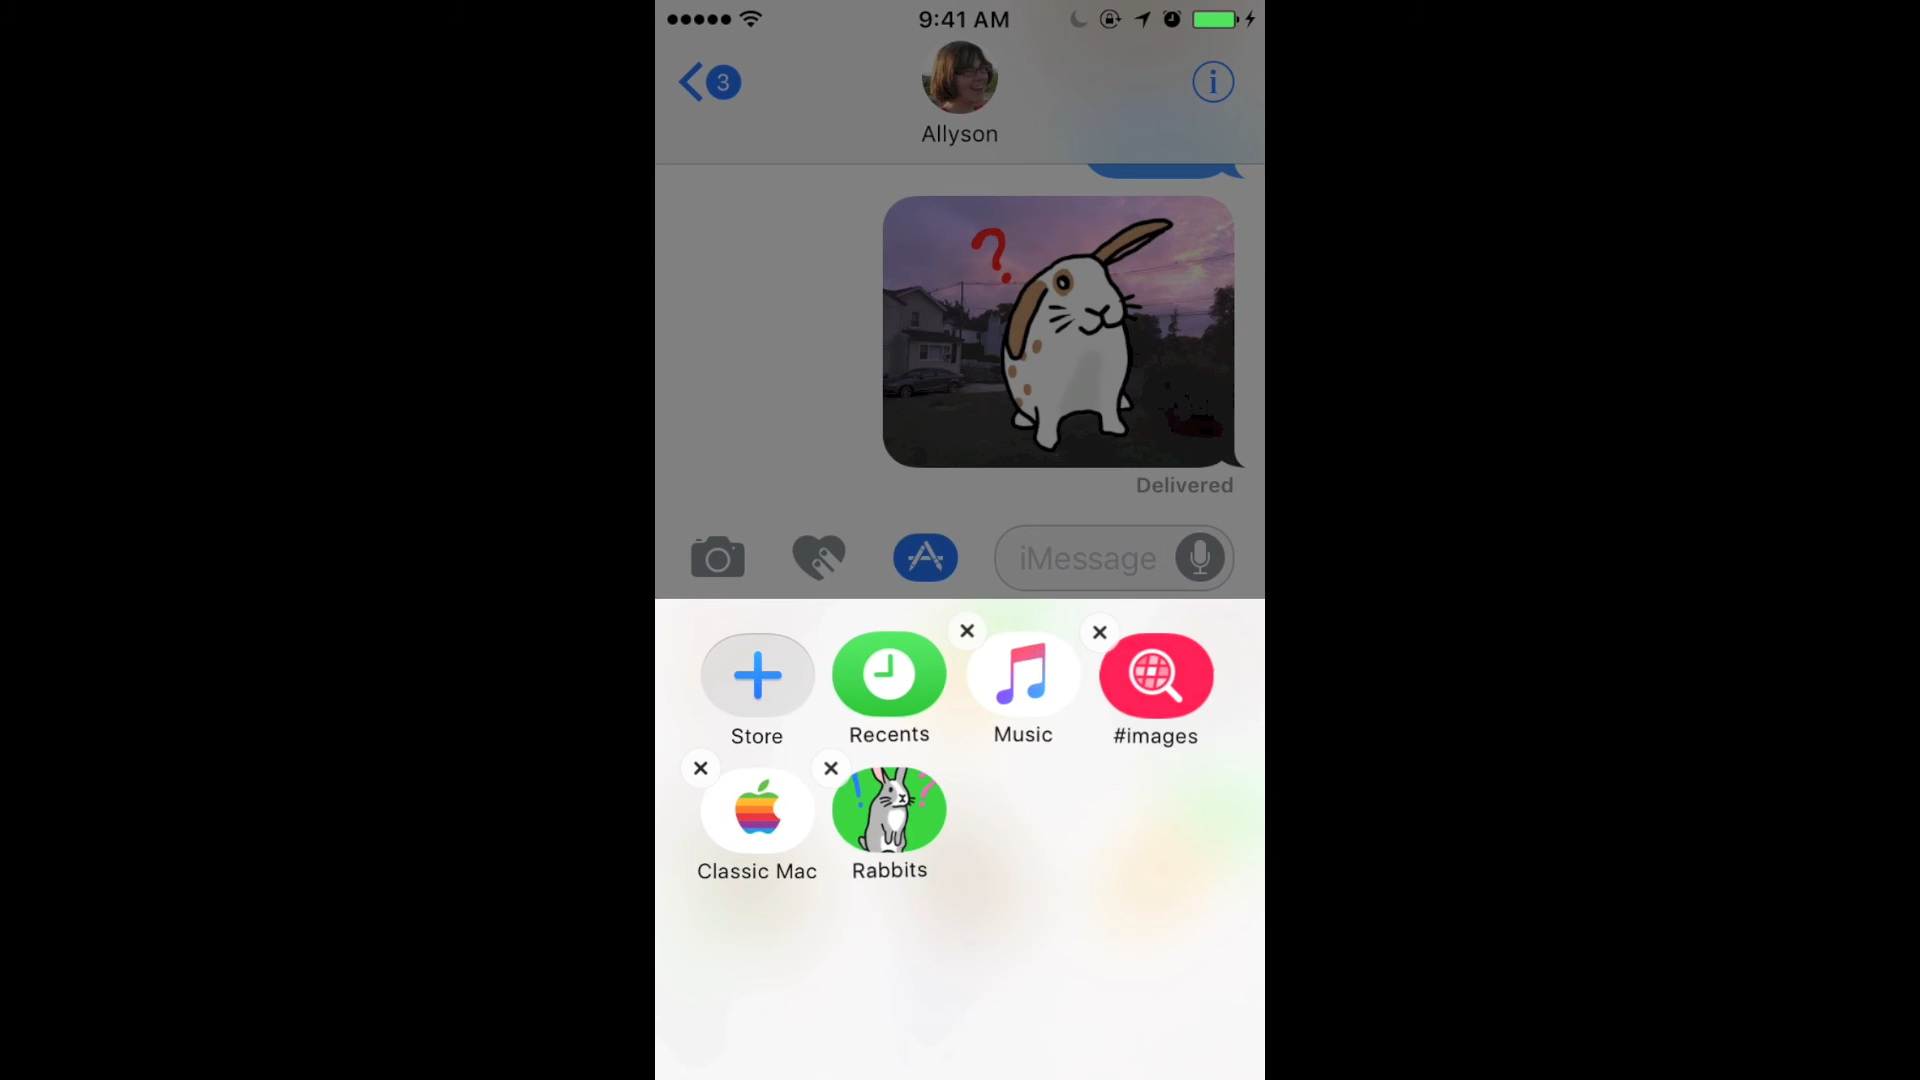 9:41 AM
3
Allyson
?
Delivered
iMessage
Store
Recents
Music
#images
! ?
Classic Mac
Rabbits